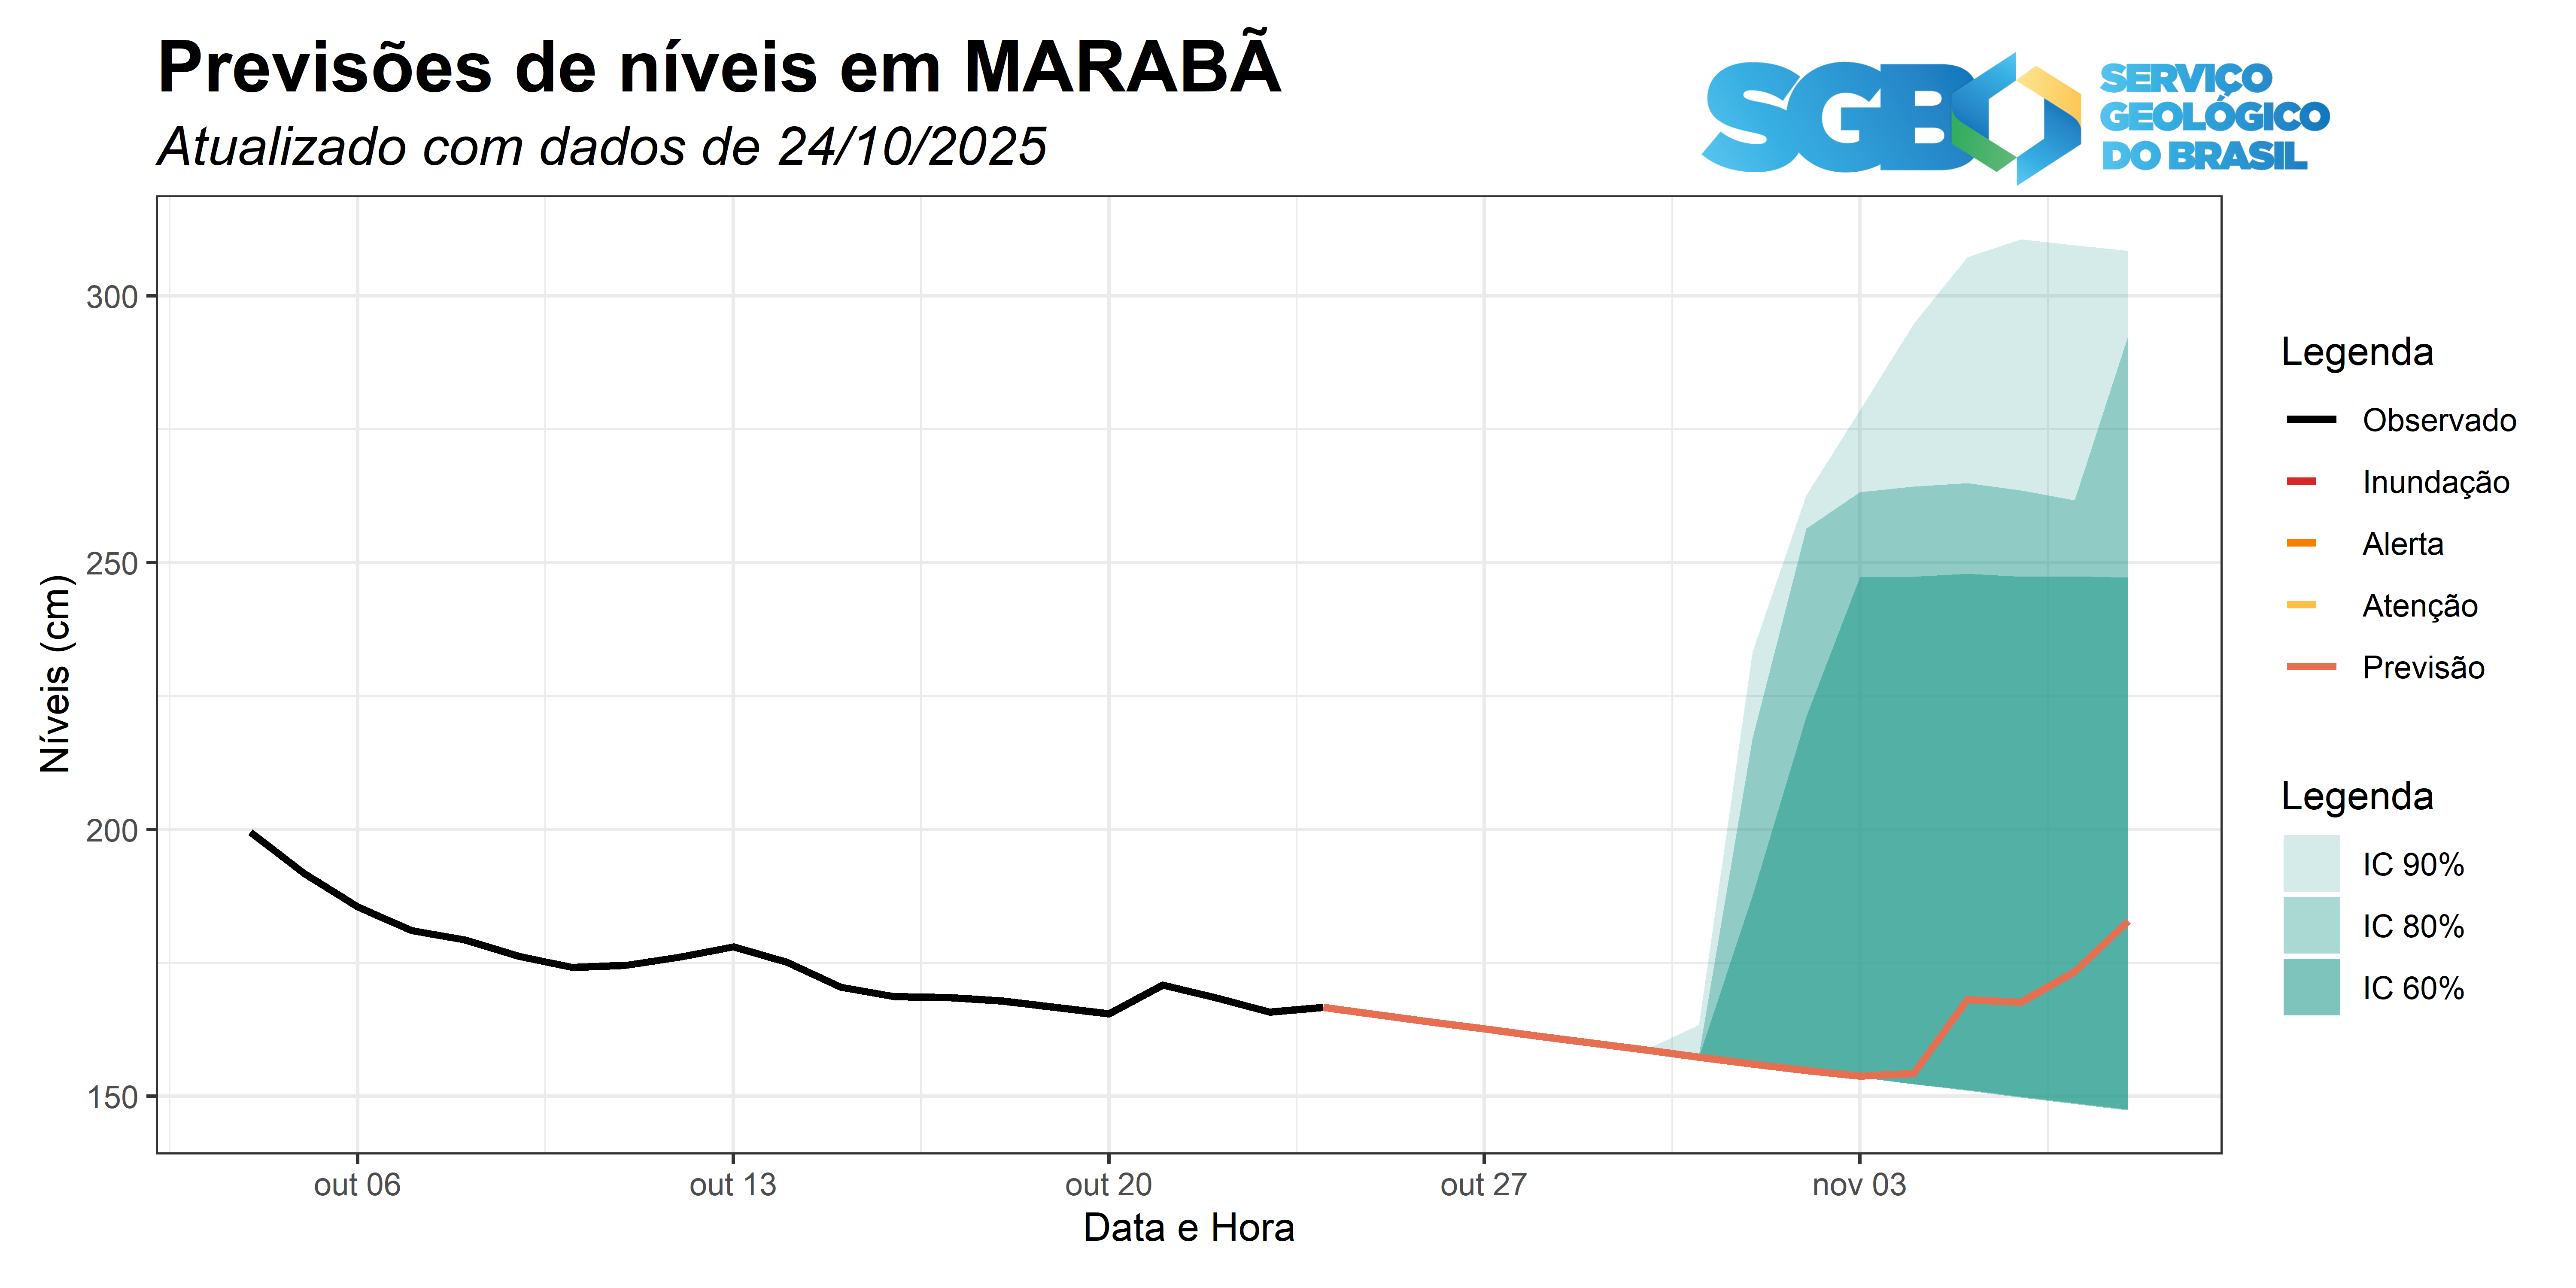 Previsões de níveis em MARABÃ
Atualizado com dados de 24/10/2025
SGB
SERVIÇO
GEOLÓGICO
DO BRASIL
300
250
200
150
Níveis (cm)
out 06
out 13
out 20
out 27
nov 03
Data e Hora
Legenda
Observado
Inundação
Alerta
Atenção
Previsão
Legenda
IC 90%
IC 80%
IC 60%